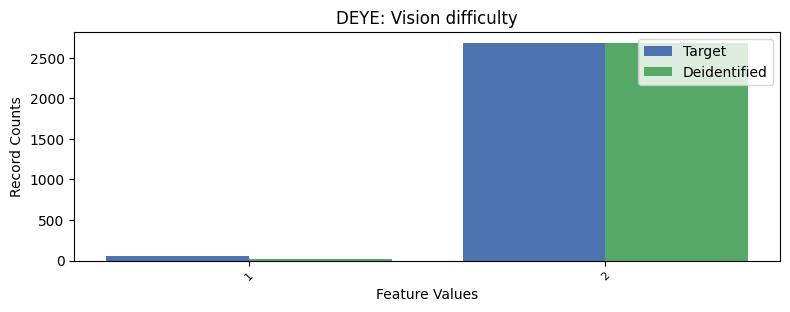 DEYE: Vision difficulty
Target
Deidentified
Record Counts
2500
2000
1500
1000
500
0
1
2
Feature Values